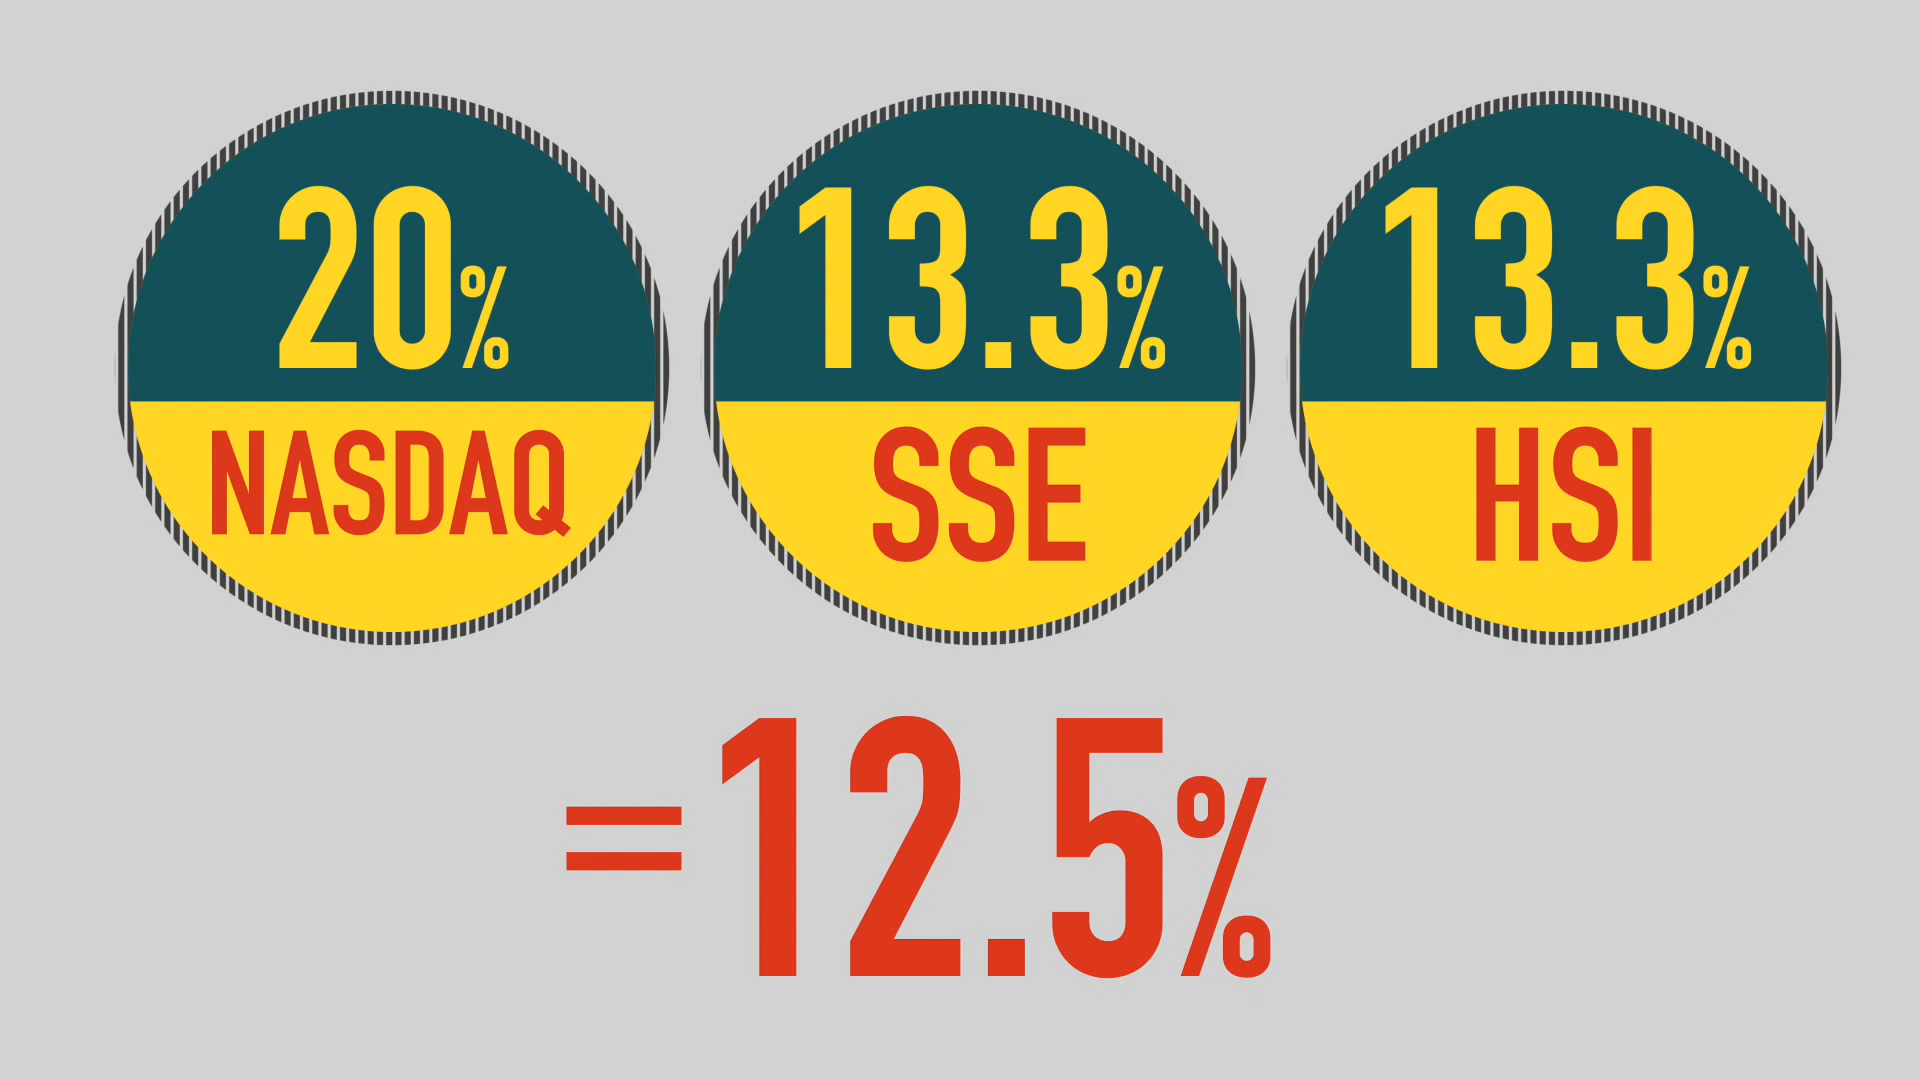 20%
NASDAQ
13.3%
SSE
13.3%
HSI
=12.5%